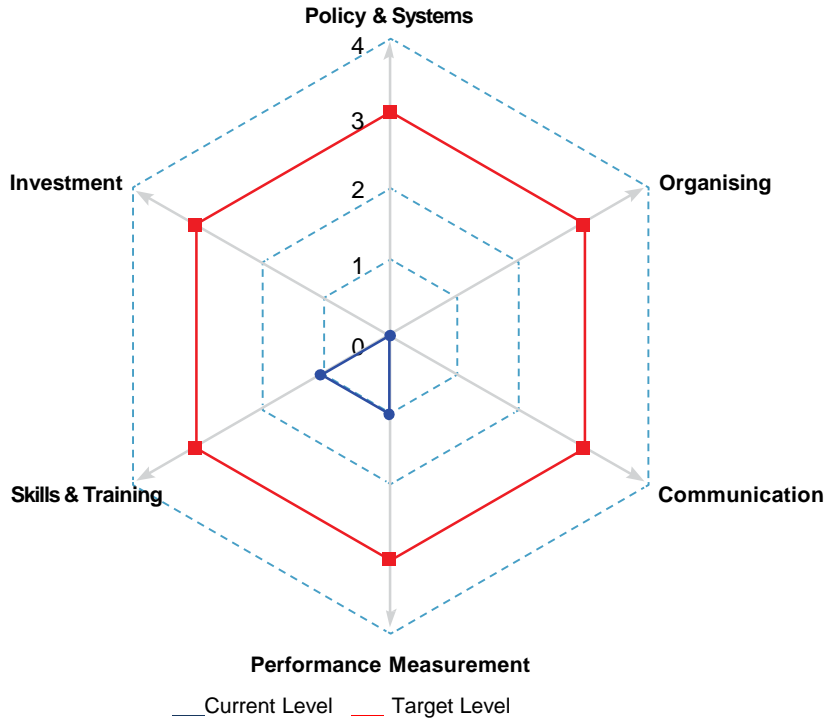 Policy & Systems
4
3
Investment
Organising
2
1
0
Skills & Training
Communication
Performance Measurement
___Current Level ___ Target Level